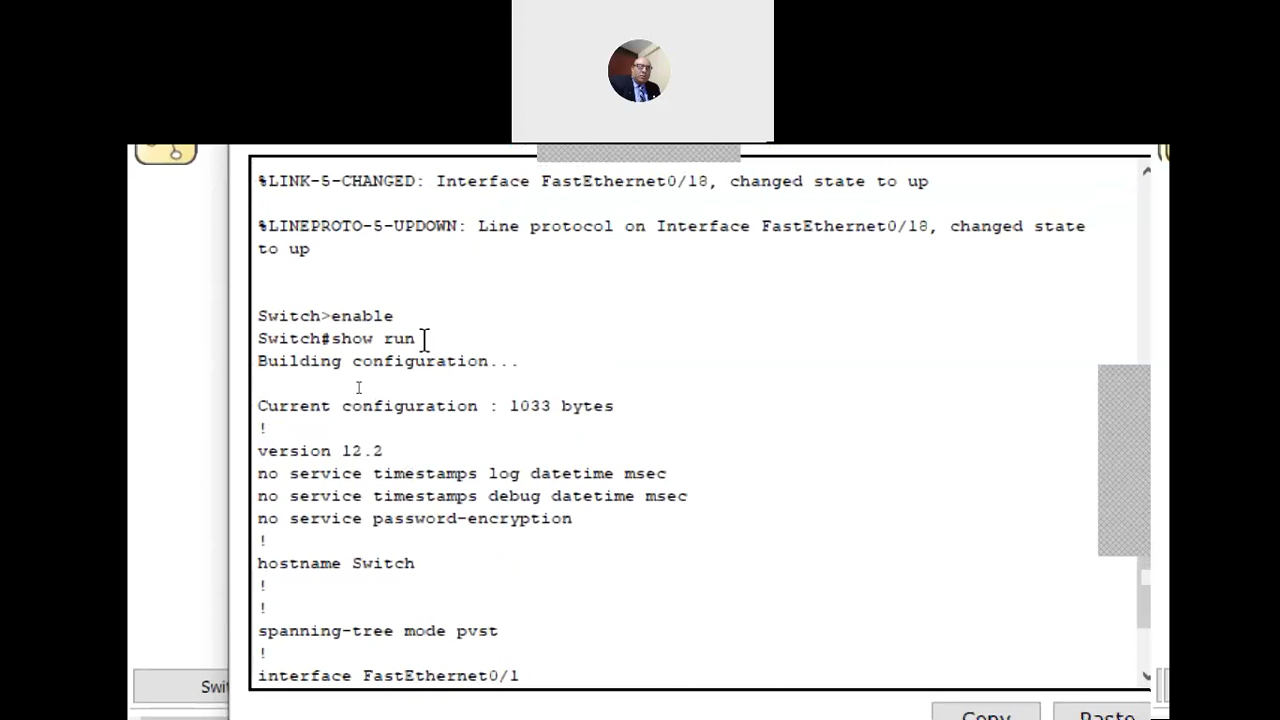 %LINK-5-CHANGED: Interface FastEthernet0/18, changed state to up
%LINEPROTO-5-UPDOWN: Line protocol on Interface FastEthernet0/18, changed state
to up
Switch>enable
Switch#show run
Building configuration...
Current configuration : 1033 bytes
!
version 12.2
no service timestamps log datetime msec
no service timestamps debug datetime msec
no service password-encryption
!
hostname Switch
!
!
spanning-tree mode pvst
!
interface FastEthernet0/1
Swi
Copy
Paste